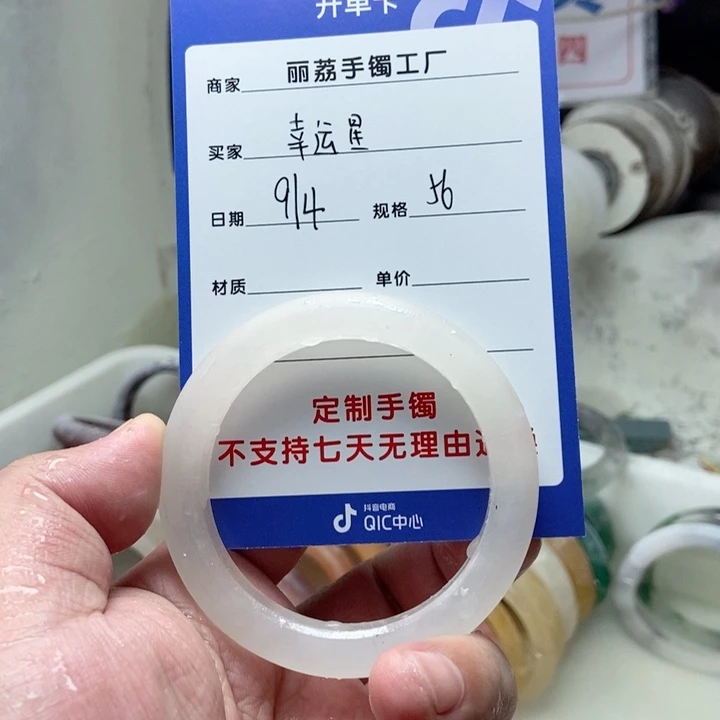 开单卡
四
商家 丽荔手镯工厂
买家 幸运星
日期 9/4 规格 56
材质 单价
定制手镯
不支持七天无理由退
抖音电商
QIC中心